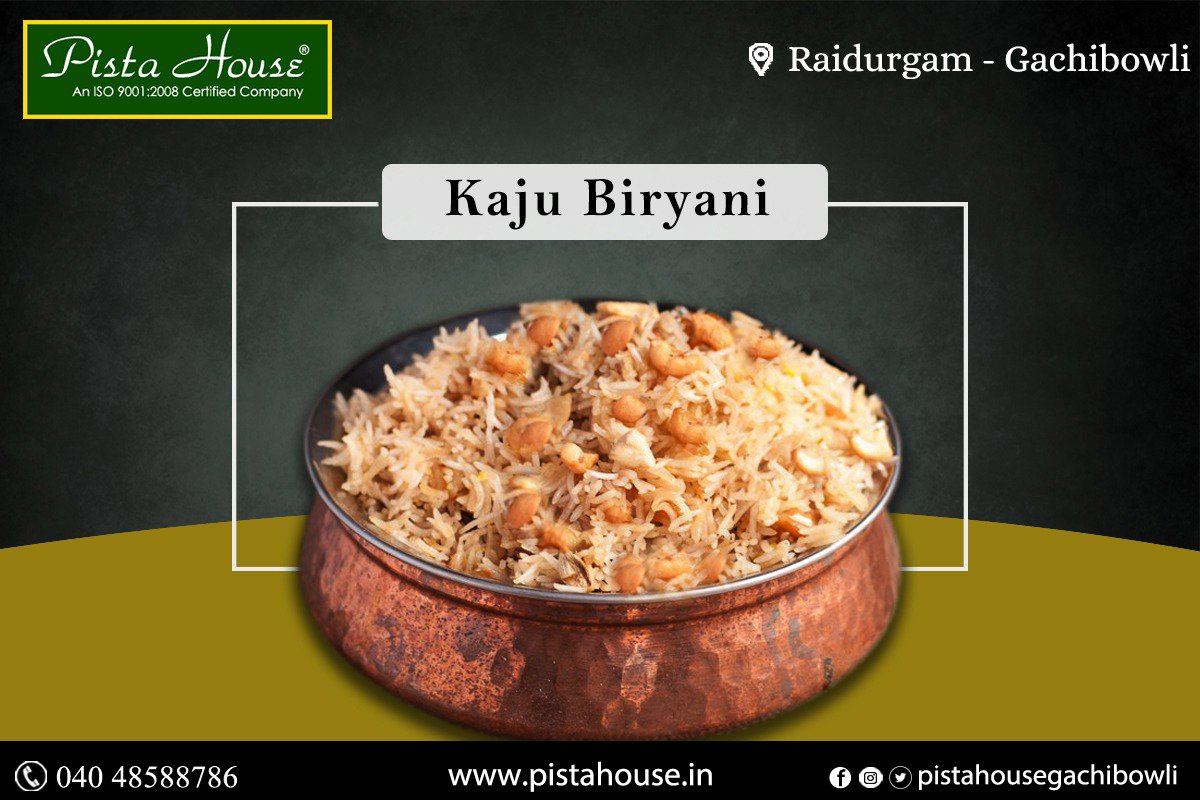 Pista House®
An ISO 9001:2008 Certified Company
Raidurgam - Gachibowli
Kaju Biryani
040 48588786
www.pistahouse.in
pistahousegachibowli